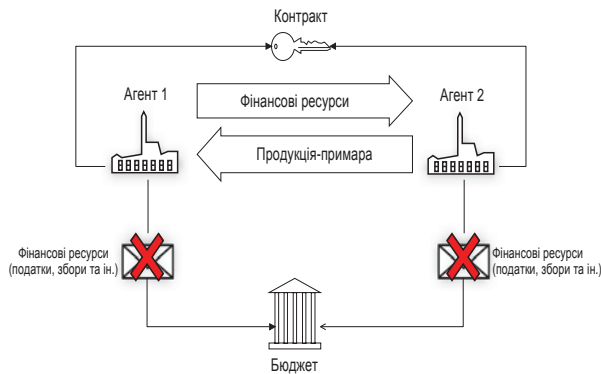 Контракт
Агент 1
Агент 2
Фінансові ресурси
Продукція-примара
Фінансові ресурси
(податки, збори та ін.)
Фінансові ресурси
(податки, збори та ін.)
Бюджет